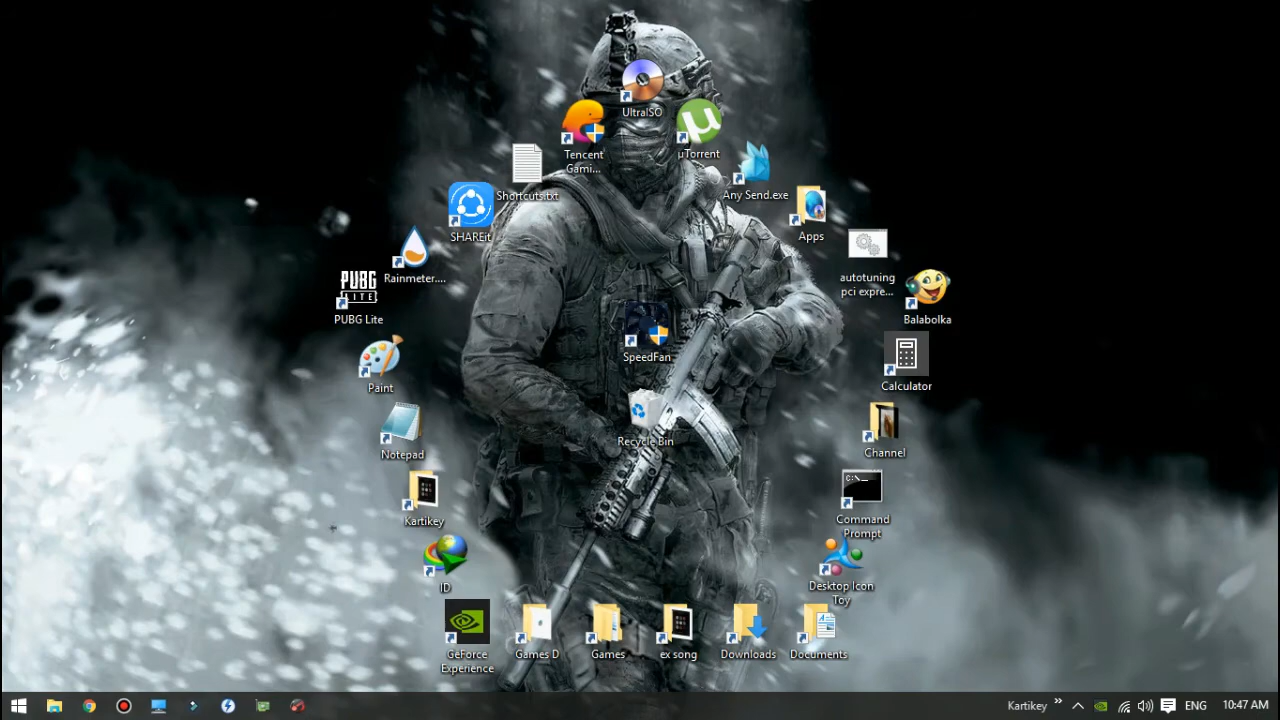 UltraISO
Tencent
Gami...
µTorrent
Shortcuts.txt
Any Send.exe
SHAREit
Apps
Rainmeter....
autotuning
pci expre...
PUBG
LITE
PUBG Lite
Balabolka
SpeedFan
Paint
Calculator
Recycle Bin
Notepad
Channel
Kartikey
C:\_
Command
Prompt
ID
Desktop Icon
Toy
GeForce
Experience
Games D
Games
ex song
Downloads
Documents
Kartikey
ENG
10:47 AM